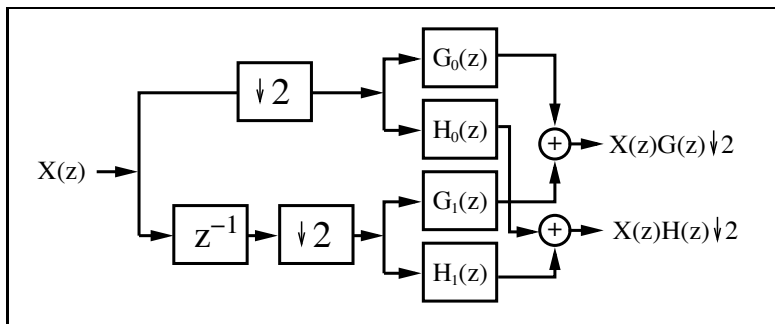 G₀(z)
↓2
H₀(z)
X(z)G(z)↓2
X(z)
G₁(z)
z⁻¹
↓2
X(z)H(z)↓2
H₁(z)
+
+